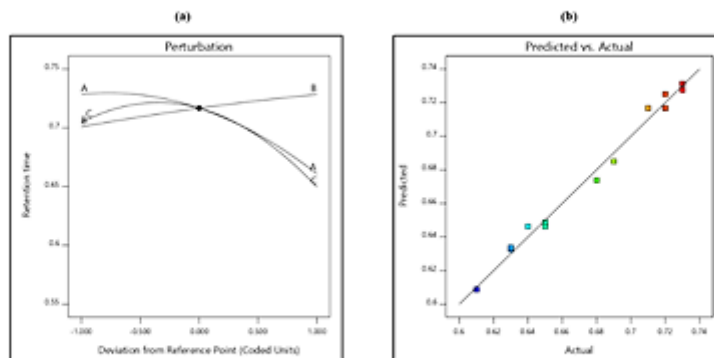 (a)
Perturbation
0.75
0.7
0.65
0.6
0.55
A
C
B
B
A
C
Retention time
-1.000
-0.500
0.000
0.500
1.000
Deviation from Reference Point (Coded Units)
(b)
Predicted vs. Actual
0.74
0.72
0.7
0.68
0.66
0.64
0.62
0.6
Predicted
0.6
0.62
0.64
0.66
0.68
0.7
0.72
0.74
Actual